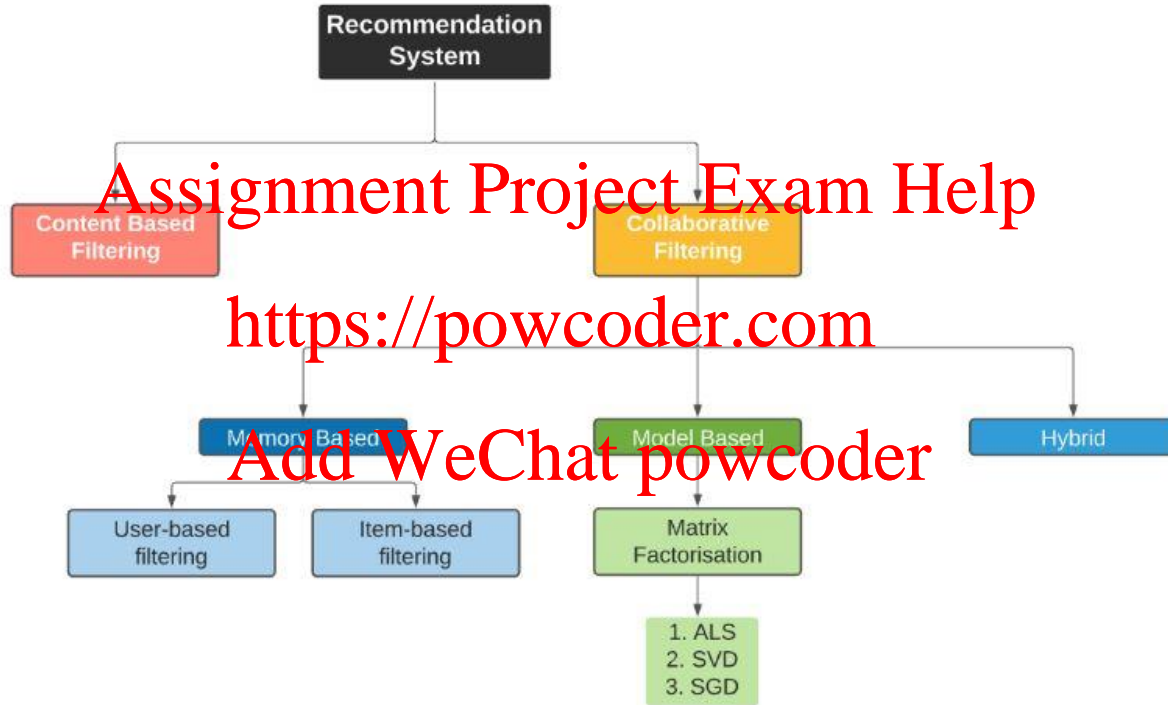 Recommendation
System
Assignment Project Exam Help
Content Based
Filtering
Collaborative
Filtering
https://powcoder.com
Memory Based
Model Based
Hybrid
Add WeChat powcoder
User-based
filtering
Item-based
filtering
Matrix
Factorisation
1. ALS
2. SVD
3. SGD